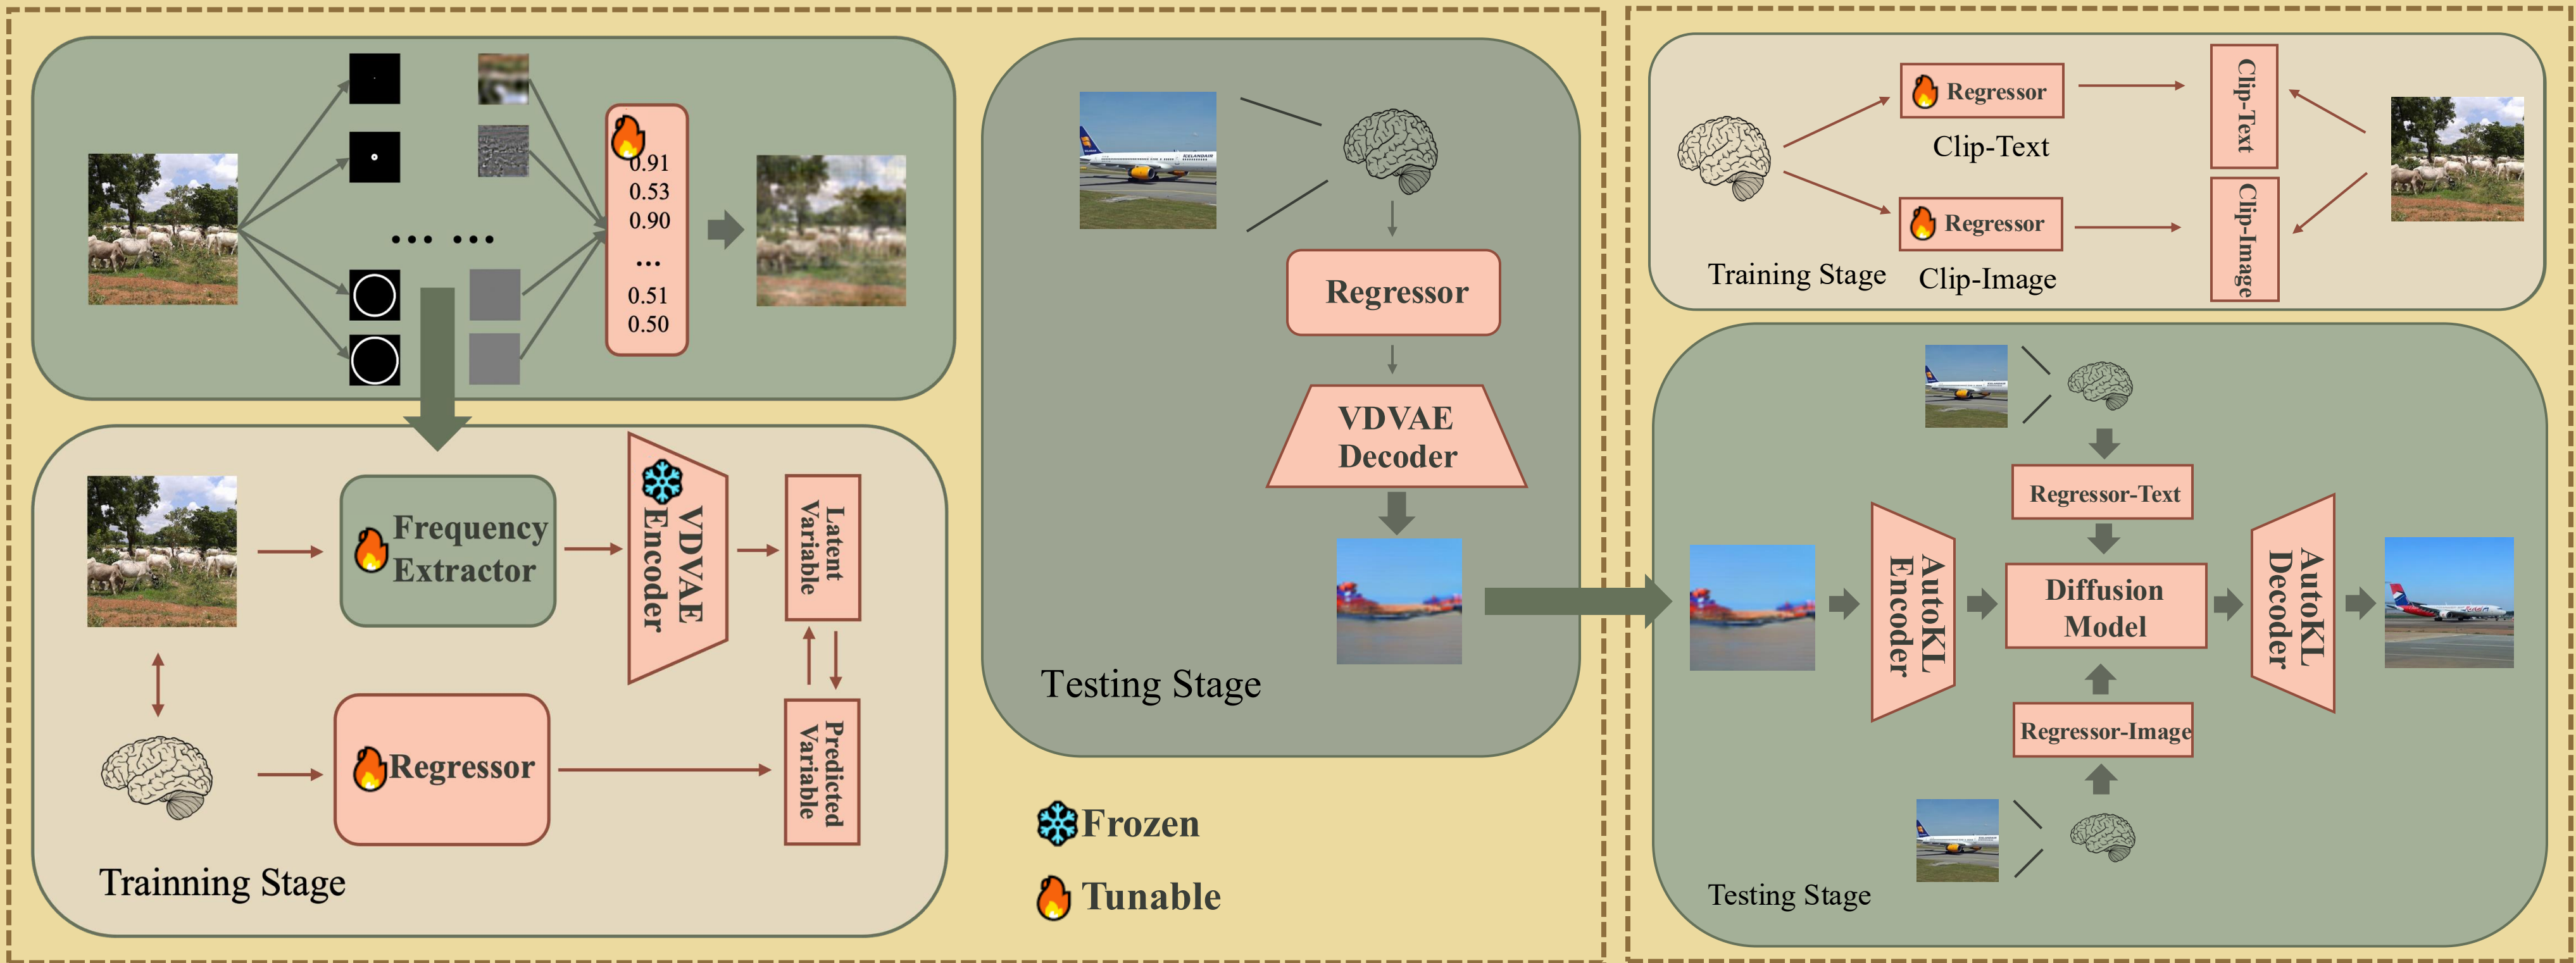 0.91
0.53
0.90
...
0.51
0.50
... ...
Frequency
Extractor
VDVAE
Encoder
Latent
Variable
Regressor
Predicted
Variable
Trainning Stage
Regressor
VDVAE
Decoder
Testing Stage
Frozen
Tunable
Regressor
Clip-Text
Regressor
Clip-Image
Training Stage
Clip-Text
Clip-Image
Regressor-Text
AutoKL
Encoder
Diffusion
Model
AutoKL
Decoder
Regressor-Image
Testing Stage
ICELANDAIR